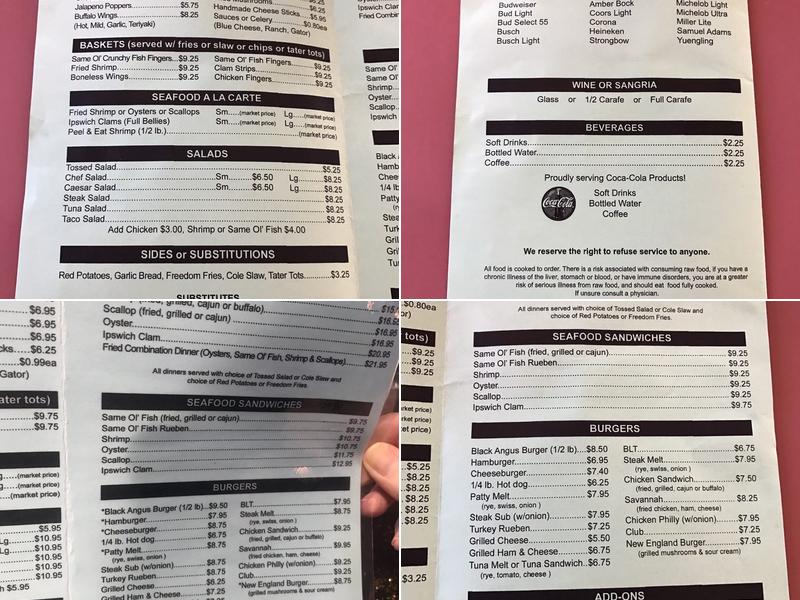 Jalapeno Poppers............$5.75
Buffalo Wings...................$8.25
(Hot, Mild, Garlic, Teriyaki)
Handmade Cheese Sticks...$5.95
Sauces or Celery.............$0.80ea
(Blue Cheese, Ranch, Gator)
BASKETS (served w/ fries or slaw or chips or tater tots)
Same Ol' Crunchy Fish Fingers...$9.25
Fried Shrimp....................$9.25
Boneless Wings................$9.25
Same Ol' Fish Fingers.............$9.25
Clam Strips..................$9.25
Chicken Fingers................$9.25
SEAFOOD A LA CARTE
Fried Shrimp or Oysters or Scallops Sm.....(market price) Lg.....(market price)
Ipswich Clams (Full Bellies) Sm.....(market price) Lg.....(market price)
Peel & Eat Shrimp (1/2 lb.)......(market price)
SALADS
Tossed Salad.......$5.25
Chef Salad.......Sm.....$6.50 Lg.....$8.25
Caesar Salad.......Sm.....$6.50 Lg.....$8.25
Steak Salad.......$8.25
Tuna Salad.......$8.25
Taco Salad.......$8.25
Add Chicken $3.00, Shrimp or Same Ol' Fish $4.00
SIDES or SUBSTITUTIONS
Red Potatoes, Garlic Bread, Freedom Fries, Cole Slaw, Tater Tots............$3.25
Budweiser
Bud Light
Bud Select 55
Busch
Busch Light
Amber Bock
Coors Light
Corona
Heineken
Strongbow
Michelob Light
Michelob Ultra
Miller Lite
Samuel Adams
Yuengling
WINE OR SANGRIA
Glass or 1/2 Carafe or Full Carafe
BEVERAGES
Soft Drinks.......$2.25
Bottled Water.......$2.25
Coffee.......$2.25
Proudly serving Coca-Cola Products!
Coca-Cola
Soft Drinks
Bottled Water
Coffee
We reserve the right to refuse service to anyone.
All food is cooked to order. There is a risk associated with consuming raw food, if you have a
chronic illness of the liver, stomach or blood, or have immune disorders, you are at a greater
risk of serious illness from raw food, and should eat food fully cooked.
If unsure consult a physician.
Scallop (fried, grilled or cajun).......$16.95
Oyster.......$16.95
Ipswich Clam.......$20.95
Fried Combination Dinner (Oysters, Same Ol' Fish, Shrimp & Scallops).......$21.95
All dinners served with choice of Tossed Salad or Cole Slaw and
choice of Red Potatoes or Freedom Fries.
SEAFOOD SANDWICHES
Same Ol' Fish (fried, grilled or cajun).......$9.75
Same Ol' Fish Rueben.......$9.75
Shrimp.......$10.75
Oyster.......$10.75
Scallop.......$11.75
Ipswich Clam.......$12.95
BURGERS
*Black Angus Burger (1/2 lb)...$9.50
*Hamburger.......$7.95
*Cheeseburger.......$8.75
1/4 lb. Hot dog.......$6.75
*Patty Melt.......$8.75
(rye, swiss, onion )
Steak Sub (w/onion).......$8.75
Turkey Rueben.......$8.75
Grilled Cheese.......$6.25
Grilled Ham & Cheese.......$7.25
BLT.......$7.95
Steak Melt.......$8.75
(rye, swiss, onion )
Chicken Sandwich.......$9.25
(fried, grilled, cajun or buffalo)
Savannah.......$9.95
(fried chicken, ham, cheese)
Chicken Philly (w/onion).......$9.25
Club.......$9.25
*New England Burger.......$8.75
(grilled mushrooms & sour cream)
All dinners served with choice of Tossed Salad or Cole Slaw and
choice of Red Potatoes or Freedom Fries.
SEAFOOD SANDWICHES
Same Ol' Fish (fried, grilled or cajun).......$9.25
Same Ol' Fish Rueben.......$9.25
Shrimp.......$9.25
Oyster.......$9.25
Scallop.......$9.25
Ipswich Clam.......$9.75
BURGERS
Black Angus Burger (1/2 lb)....$8.50
Hamburger.......$6.95
Cheeseburger.......$7.40
1/4 lb. Hot dog.......$6.25
Patty Melt.......$7.95
(rye, swiss, onion )
Steak Sub (w/onion).......$7.95
Turkey Rueben.......$7.25
Grilled Cheese.......$5.50
Grilled Ham & Cheese.......$6.75
Tuna Melt or Tuna Sandwich..$6.75
(rye, tomato, cheese )
BLT.......$6.75
Steak Melt.......$7.95
(rye, swiss, onion )
Chicken Sandwich.......$7.50
(fried, grilled, cajun or buffalo)
Savannah.......$8.25
(fried chicken, ham, cheese)
Chicken Philly (w/onion).......$7.95
Club.......$7.25
New England Burger.......$7.95
(grilled mushrooms & sour cream)
ADD-ONS